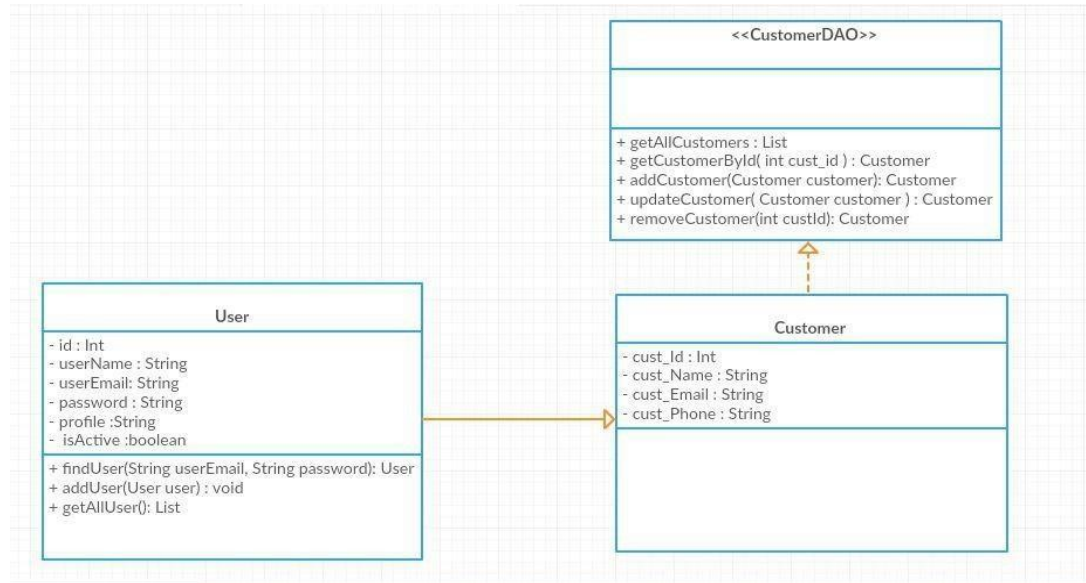 <<CustomerDAO>>
+ getAllCustomers : List
+ getCustomerById( int cust_id ) : Customer
+ addCustomer(Customer customer): Customer
+ updateCustomer( Customer customer ) : Customer
+ removeCustomer(int custId): Customer
User
- id : Int
- userName : String
- userEmail: String
- password : String
- profile :String
- isActive :boolean
+ findUser(String userEmail, String password): User
+ addUser(User user) : void
+ getAllUser(): List
Customer
- cust_Id : Int
- cust_Name : String
- cust_Email : String
- cust_Phone : String